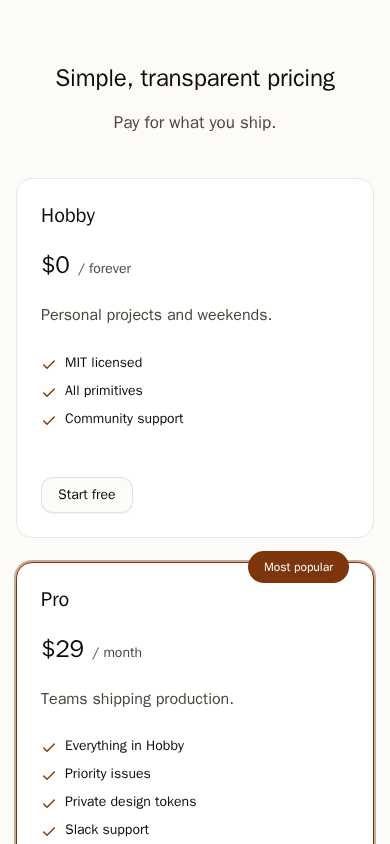 Simple, transparent pricing
Pay for what you ship.
Hobby
$0 / forever
Personal projects and weekends.
MIT licensed
All primitives
Community support
Start free
Most popular
Pro
$29 / month
Teams shipping production.
Everything in Hobby
Priority issues
Private design tokens
Slack support